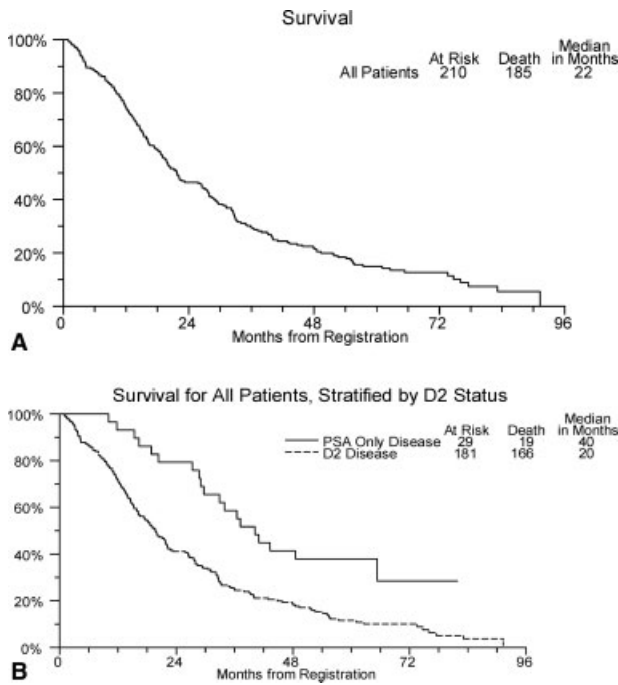 Survival
At Risk Death Median in Months
All Patients 210 185 22
100%
80%
60%
40%
20%
0%
0 24 48 72 96
Months from Registration
A
Survival for All Patients, Stratified by D2 Status
At Risk Death Median in Months
PSA Only Disease 29 19 40
D2 Disease 181 166 20
100%
80%
60%
40%
20%
0%
0 24 48 72 96
Months from Registration
B